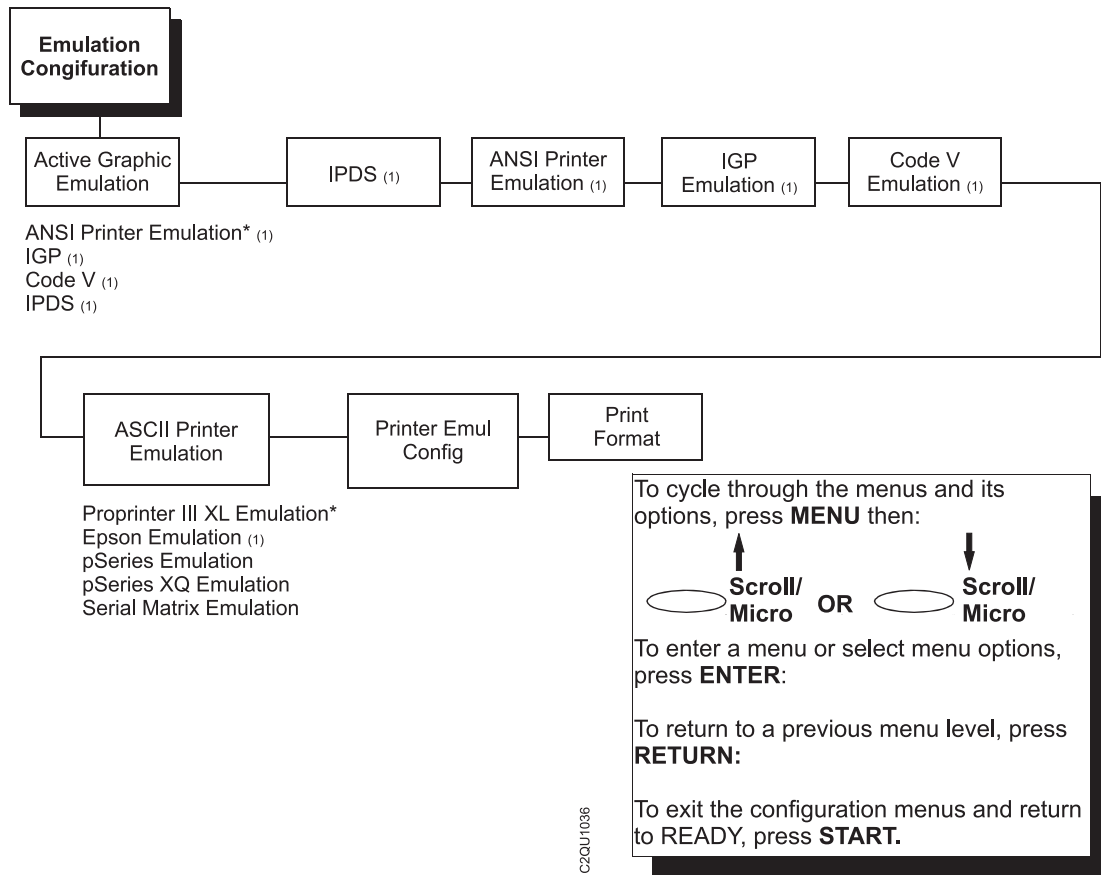 Emulation
Congifuration
Active Graphic
Emulation
IPDS (1)
ANSI Printer
Emulation (1)
IGP
Emulation (1)
Code V
Emulation (1)
ANSI Printer Emulation* (1)
IGP (1)
Code V (1)
IPDS (1)
ASCII Printer
Emulation
Printer Emul
Config
Print
Format
Proprinter III XL Emulation*
Epson Emulation (1)
pSeries Emulation
pSeries XQ Emulation
Serial Matrix Emulation
To cycle through the menus and its
options, press MENU then:
Scroll/
Micro
OR
Scroll/
Micro
To enter a menu or select menu options,
press ENTER:
To return to a previous menu level, press
RETURN:
To exit the configuration menus and return
to READY, press START.
C2QU1036